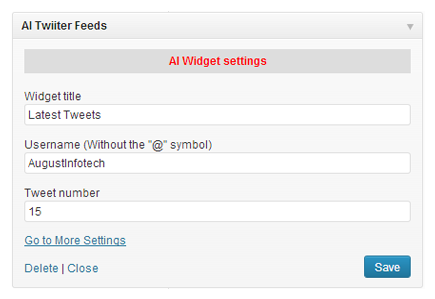 AI Twiiter Feeds
AI Widget settings
Widget title
Latest Tweets
Username (Without the "@" symbol)
AugustInfotech
Tweet number
15
Go to More Settings
Delete | Close
Save